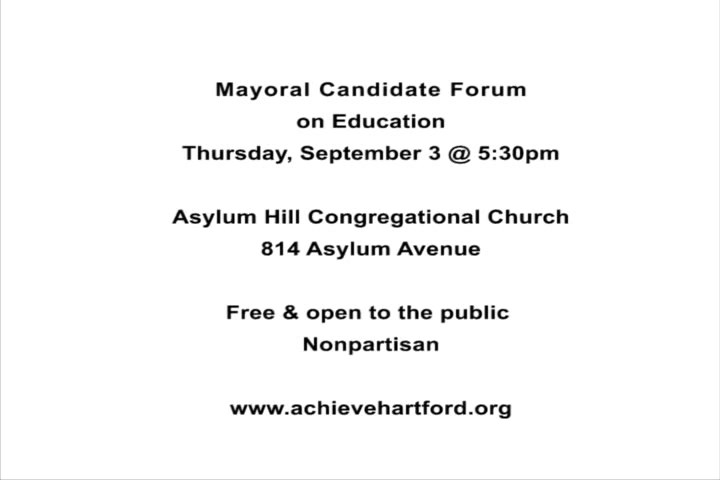 Mayoral Candidate Forum
on Education
Thursday, September 3 @ 5:30pm
Asylum Hill Congregational Church
814 Asylum Avenue
Free & open to the public
Nonpartisan
www.achievehartford.org